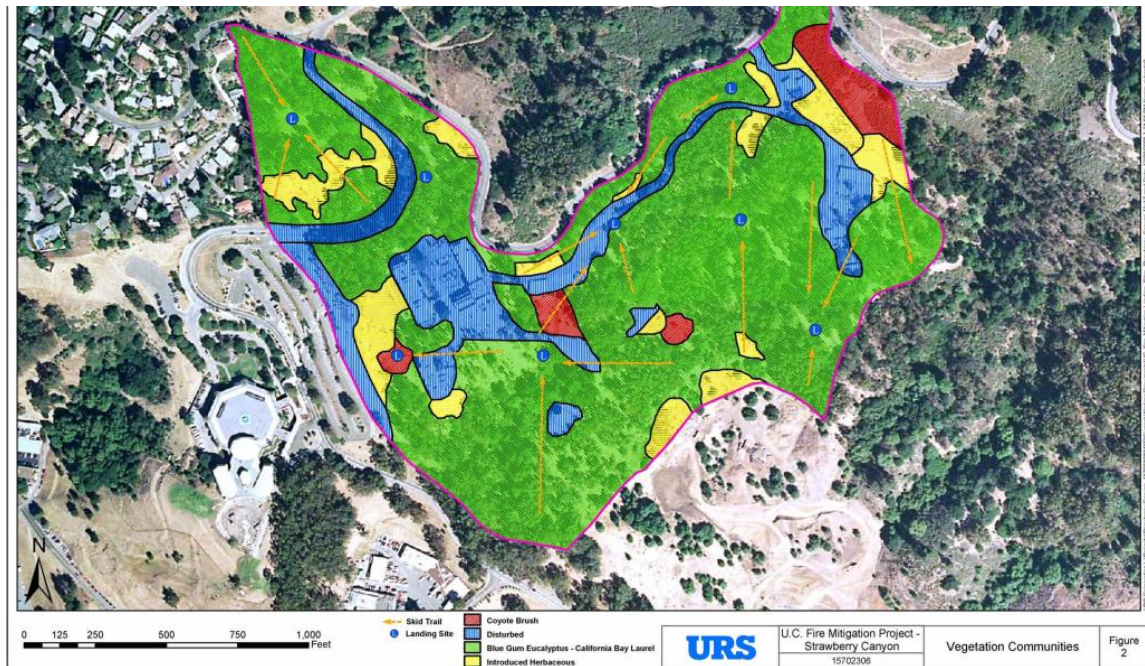 L
L
L
L
L
L
L
L
N
0 125 250 500 750 1,000
Feet
Skid Trail
Landing Site
Coyote Brush
Disturbed
Blue Gum Eucalyptus - California Bay Laurel
Introduced Herbaceous
URS
U.C. Fire Mitigation Project -
Strawberry Canyon
15702306
Vegetation Communities
Figure
2